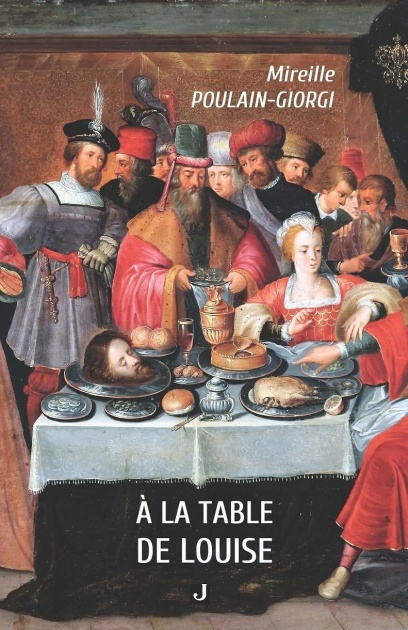 Mireille
POULAIN-GIORGI
À LA TABLE
DE LOUISE
J